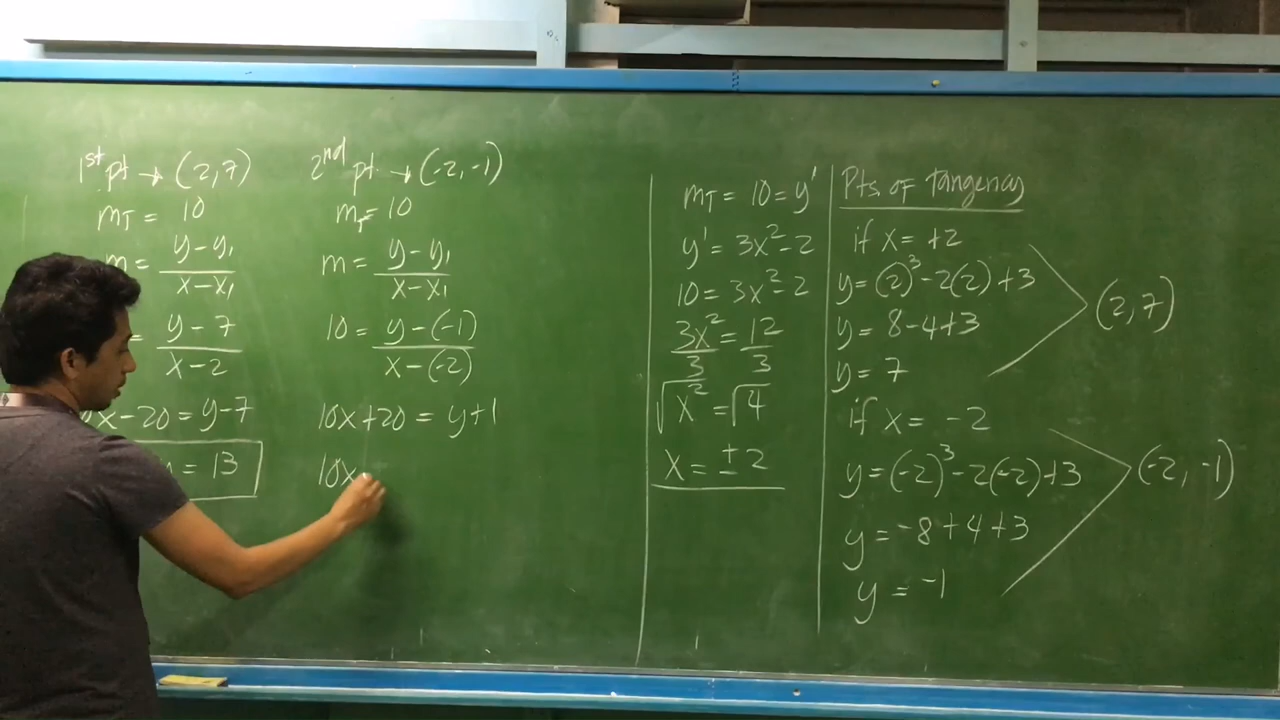 1st pt → (2,7)
mT = 10
m = (y-y1)/(x-x1)
= (y-7)/(x-2)
0x-20 = y-7
= 13
2nd pt. → (-2,-1)
mT = 10
m = (y-y1)/(x-x1)
10 = (y-(-1))/(x-(-2))
10x+20 = y+1
10x
mT = 10 = y'
y' = 3x²-2
10 = 3x²-2
3x²/3 = 12/3
√x² = √4
x = ±2
Pts. of tangency
if x = +2
y = (2)³-2(2)+3
y = 8-4+3
y = 7
(2,7)
if x = -2
y = (-2)³-2(-2)+3
y = -8+4+3
y = -1
(-2,-1)